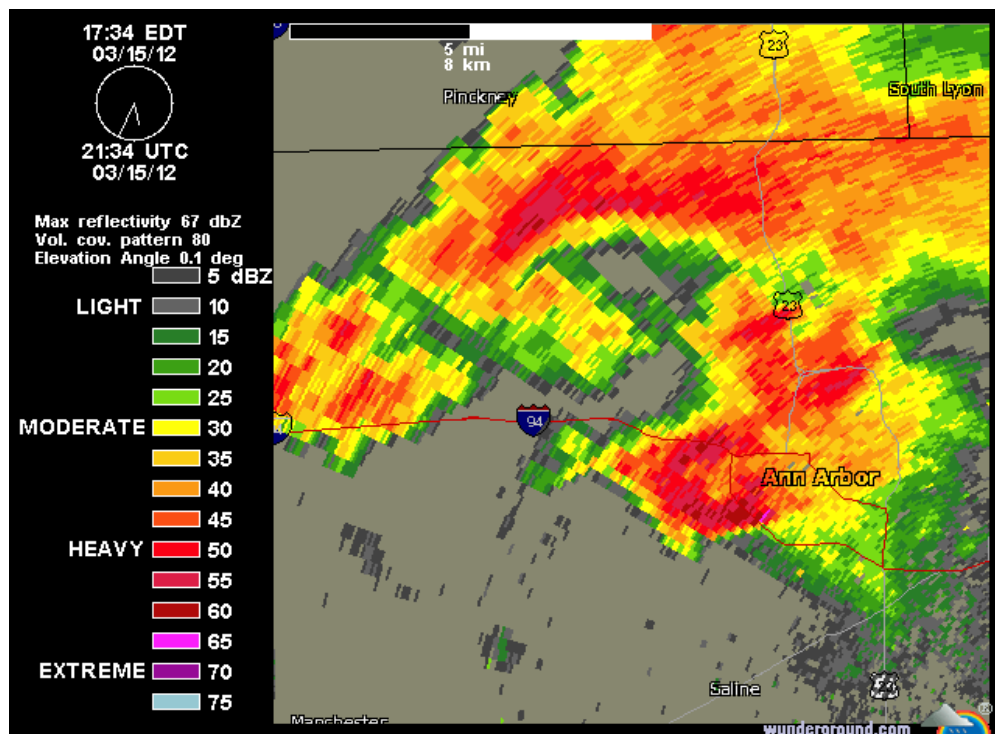 17:34 EDT
03/15/12
21:34 UTC
03/15/12
Max reflectivity 67 dbZ
Vol. cov. pattern 80
Elevation Angle 0.1 deg
5 dBZ
LIGHT 10
15
20
25
MODERATE 30
35
40
45
HEAVY 50
55
60
65
EXTREME 70
75
5 mi
8 km
23
Pinckney
South Lyon
23
94
Ann Arbor
Saline
Manchester
wunderground.com